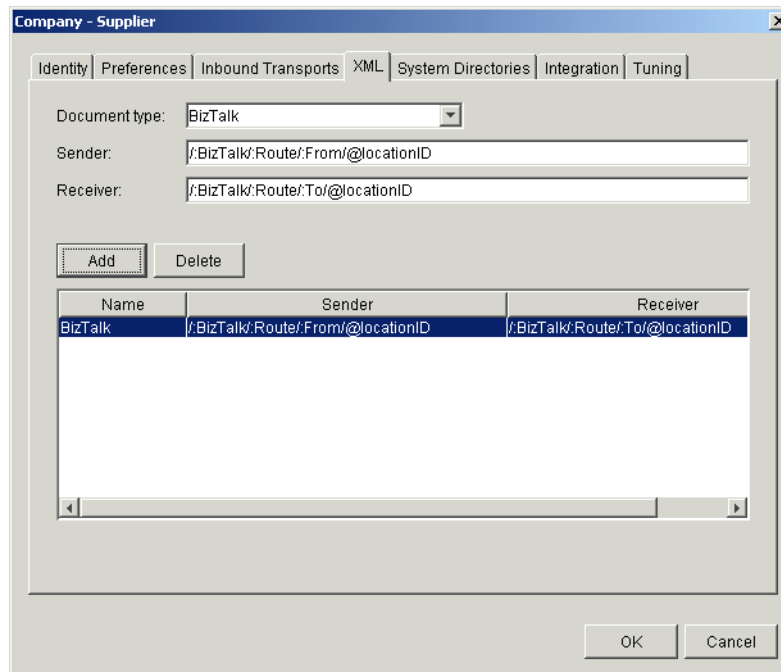 Company - Supplier
Identity Preferences Inbound Transports XML System Directories Integration Tuning
Document type: BizTalk
Sender: /:BizTalk/:Route/:From/@locationID
Receiver: /:BizTalk/:Route/:To/@locationID
Add Delete
Name Sender Receiver
BizTalk /:BizTalk/:Route/:From/@locationID /:BizTalk/:Route/:To/@locationID
OK Cancel